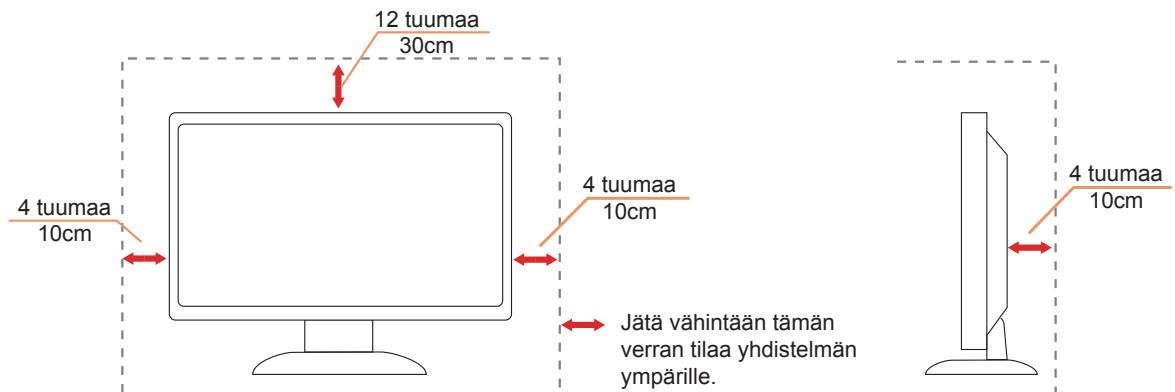 12 tuumaa
30cm
4 tuumaa
10cm
4 tuumaa
10cm
4 tuumaa
10cm
Jätä vähintään tämän
verran tilaa yhdistelmän
ympärille.